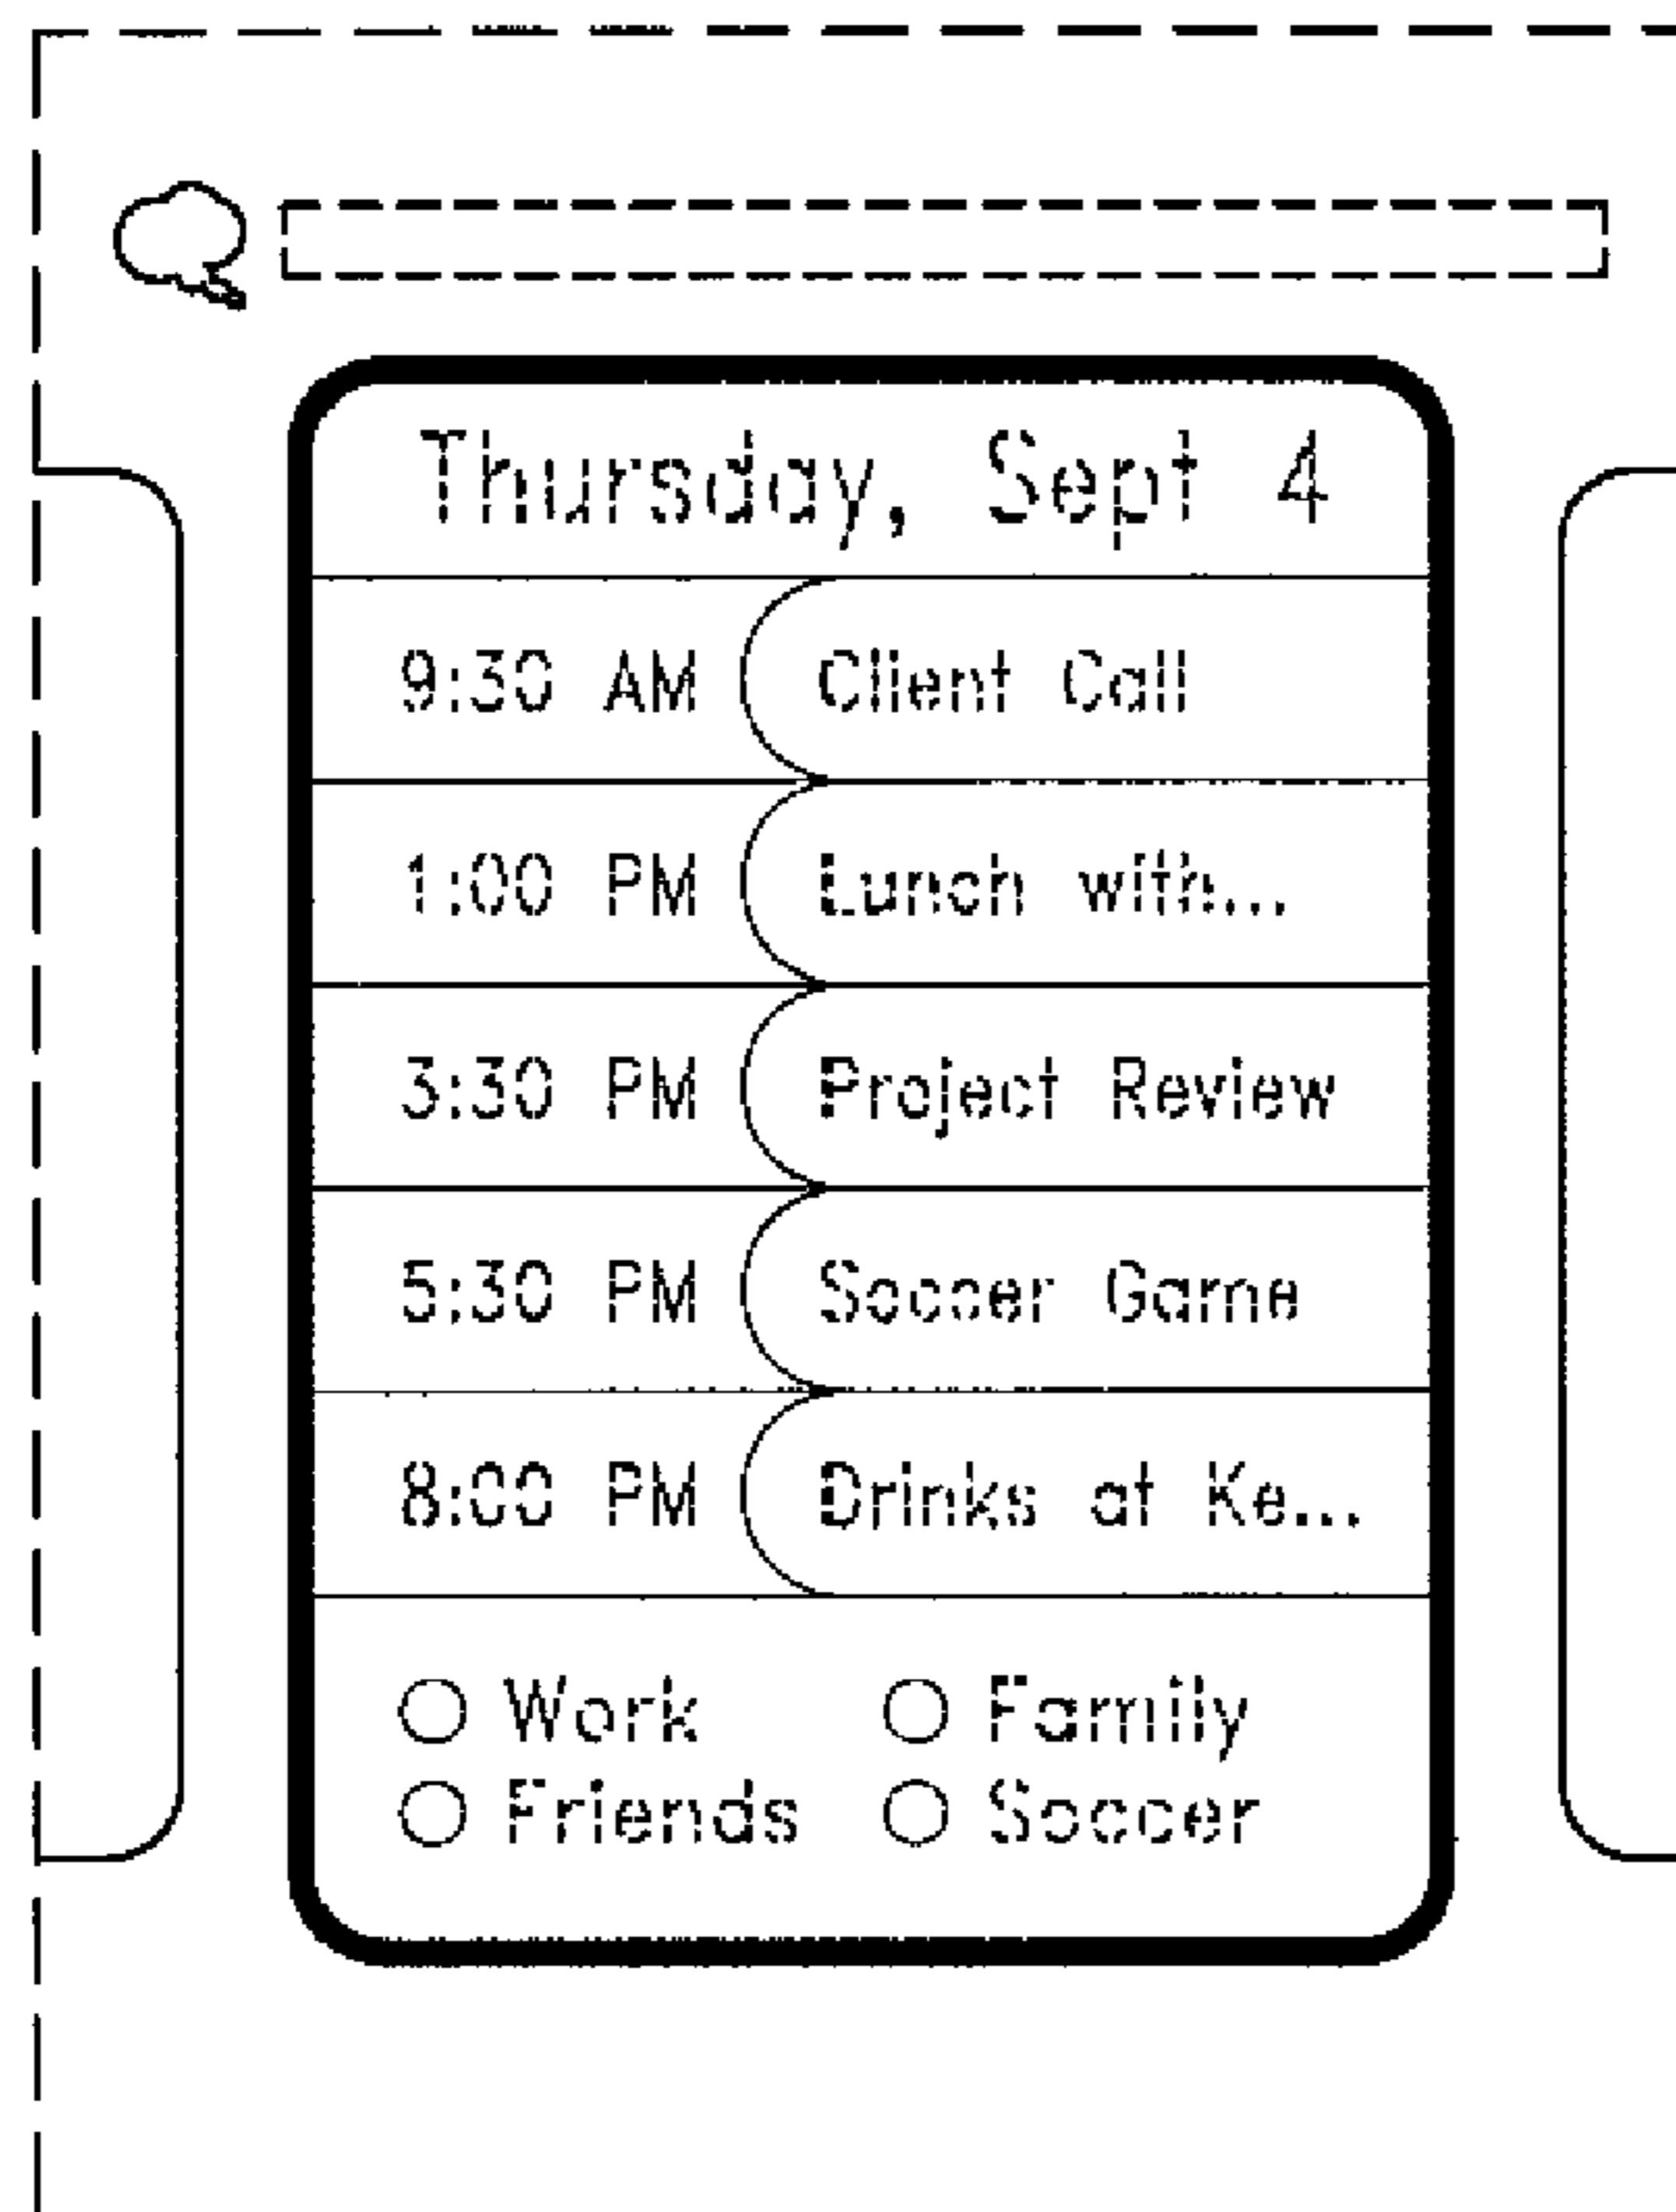 Thursday, Sept 4
9:30 AM Client Call
1:00 PM Lunch with...
3:30 PM Project Review
5:30 PM Soccer Game
8:00 PM Drinks at Ke...
Work Family
Friends Soccer